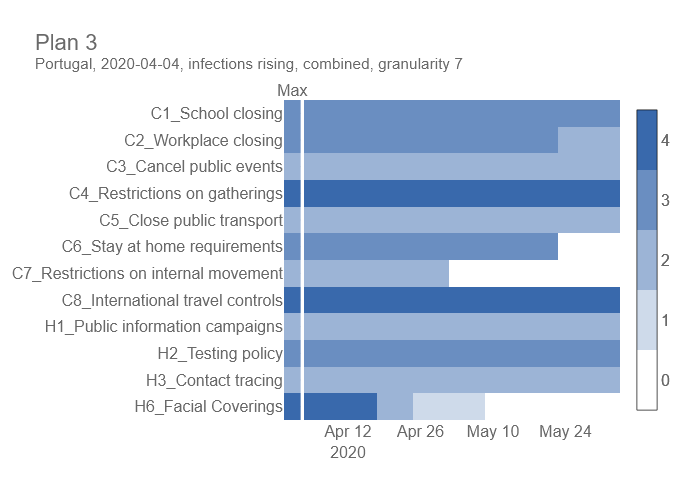 Plan 3
Portugal, 2020-04-04, infections rising, combined, granularity 7
Max
C1_School closing
C2_Workplace closing
C3_Cancel public events
C4_Restrictions on gatherings
C5_Close public transport
C6_Stay at home requirements
C7_Restrictions on internal movement
C8_International travel controls
H1_Public information campaigns
H2_Testing policy
H3_Contact tracing
H6_Facial Coverings
Apr 12 Apr 26 May 10 May 24
2020
4
3
2
1
0